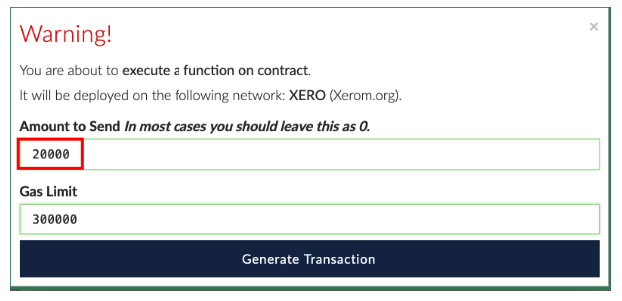 Warning!
×
You are about to execute a function on contract.
It will be deployed on the following network: XERO (Xerom.org).
Amount to Send In most cases you should leave this as 0.
20000
Gas Limit
300000
Generate Transaction